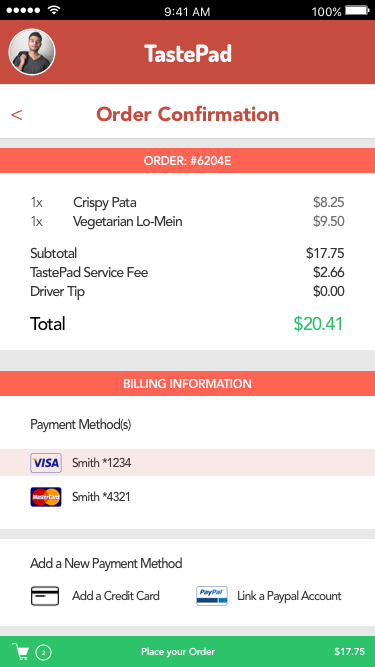 9:41 AM 100%
TastePad
< Order Confirmation
ORDER: #6204E
1x Crispy Pata $8.25
1x Vegetarian Lo-Mein $9.50
Subtotal $17.75
TastePad Service Fee $2.66
Driver Tip $0.00
Total $20.41
BILLING INFORMATION
Payment Method(s)
VISA Smith *1234
MasterCard Smith *4321
Add a New Payment Method
Add a Credit Card PayPal Link a Paypal Account
2 Place your Order $17.75